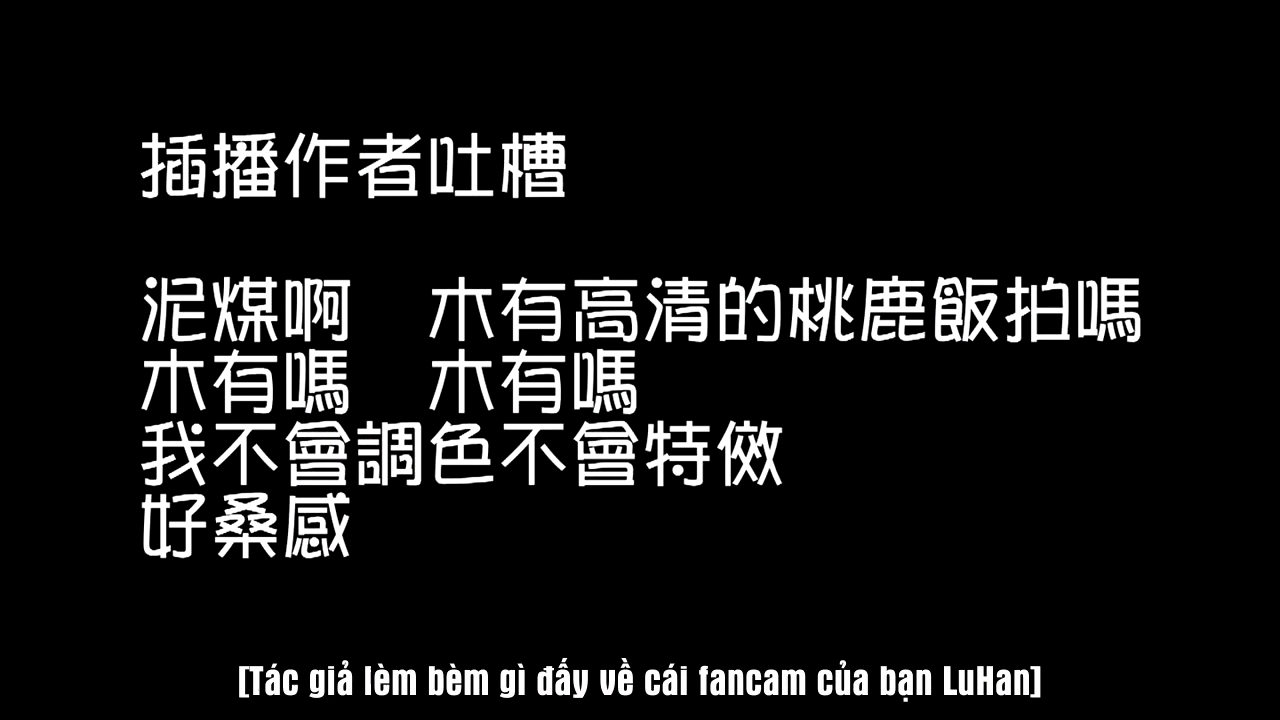 插播作者吐槽
泥煤啊　木有高清的桃鹿飯拍嗎
木有嗎　木有嗎
我不會調色不會特傚
好桑感
[Tác giả lèm bèm gì đấy về cái fancam của bạn LuHan]